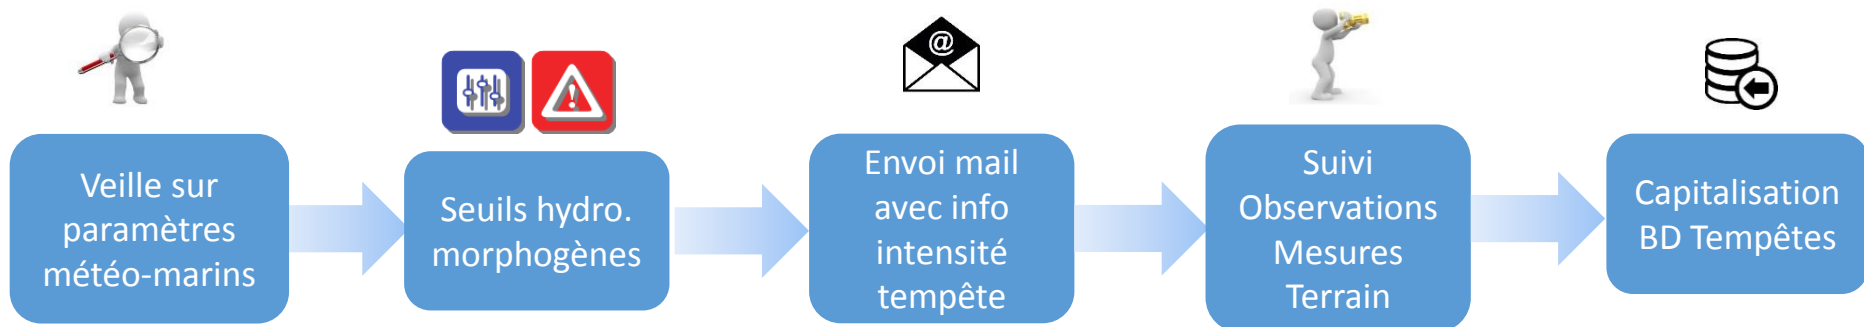 @
Veille sur
paramètres
météo-marins
Seuils hydro.
morphogènes
Envoi mail
avec info
intensité
tempête
Suivi
Observations
Mesures
Terrain
Capitalisation
BD Tempêtes